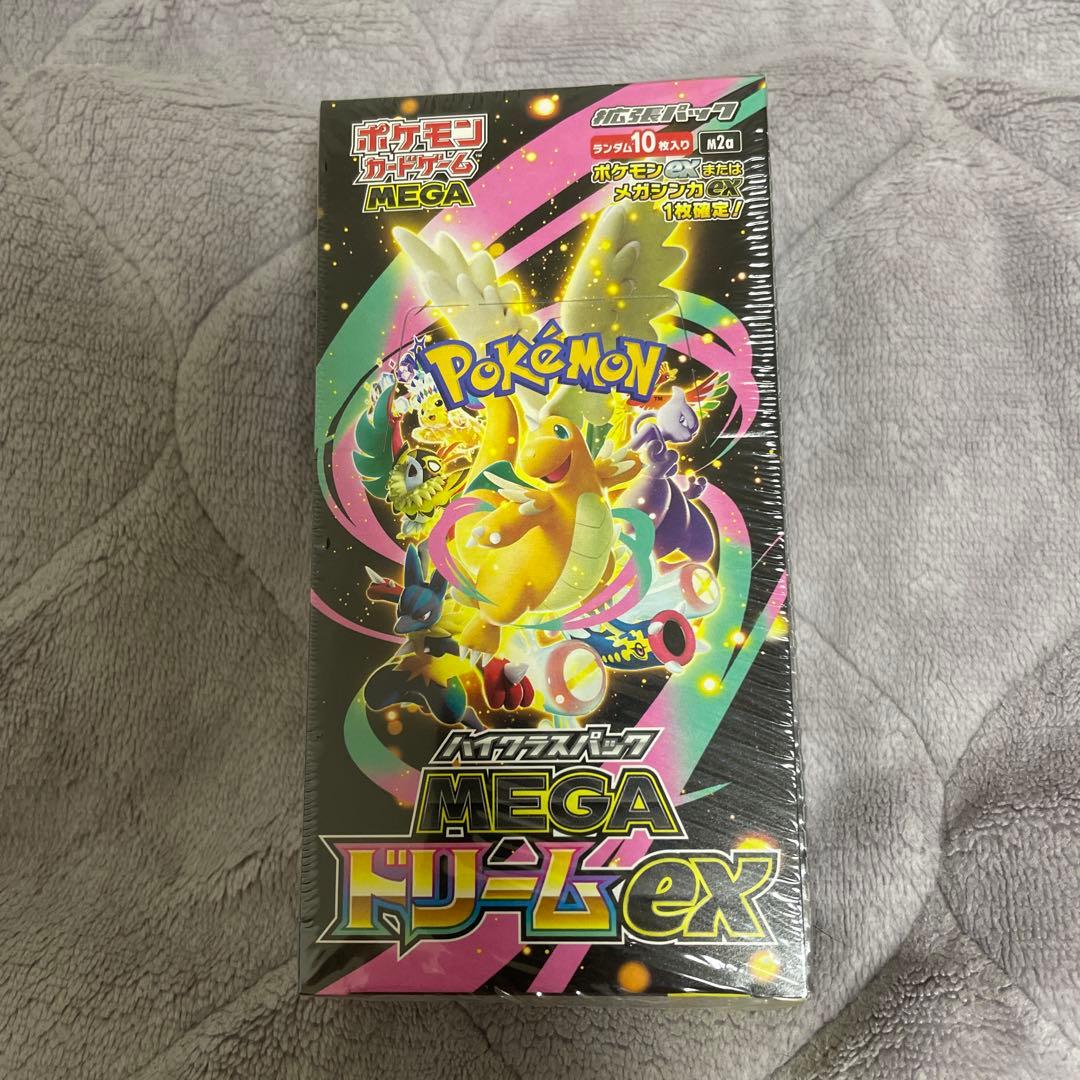 ポケモン
カードゲーム™
MEGA
拡張パック
ランダム10枚入り
M2a
ポケモンexまたは
メガシンカex
1枚確定!
POKéMON™
ハイクラスパック
MEGA
ドリームex